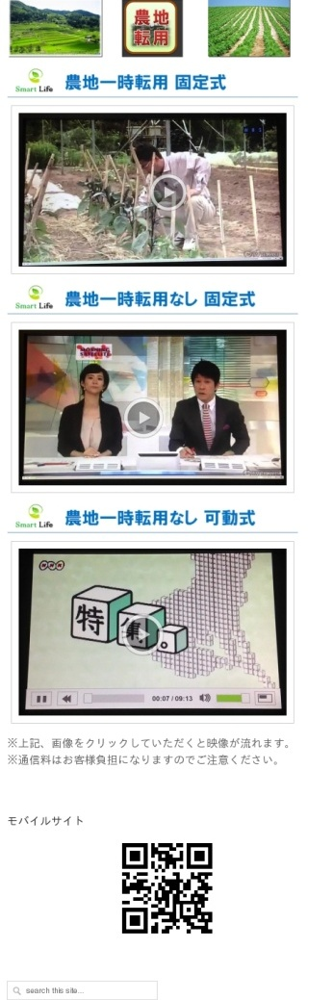 農地
転用
Smart Life
農地一時転用 固定式
Smart Life
農地一時転用なし 固定式
Smart Life
農地一時転用なし 可動式
NHK
特集。
00:07 / 09:13
※上記、画像をクリックしていただくと映像が流れます。
※通信料はお客様負担になりますのでご注意ください。
モバイルサイト
search this site...